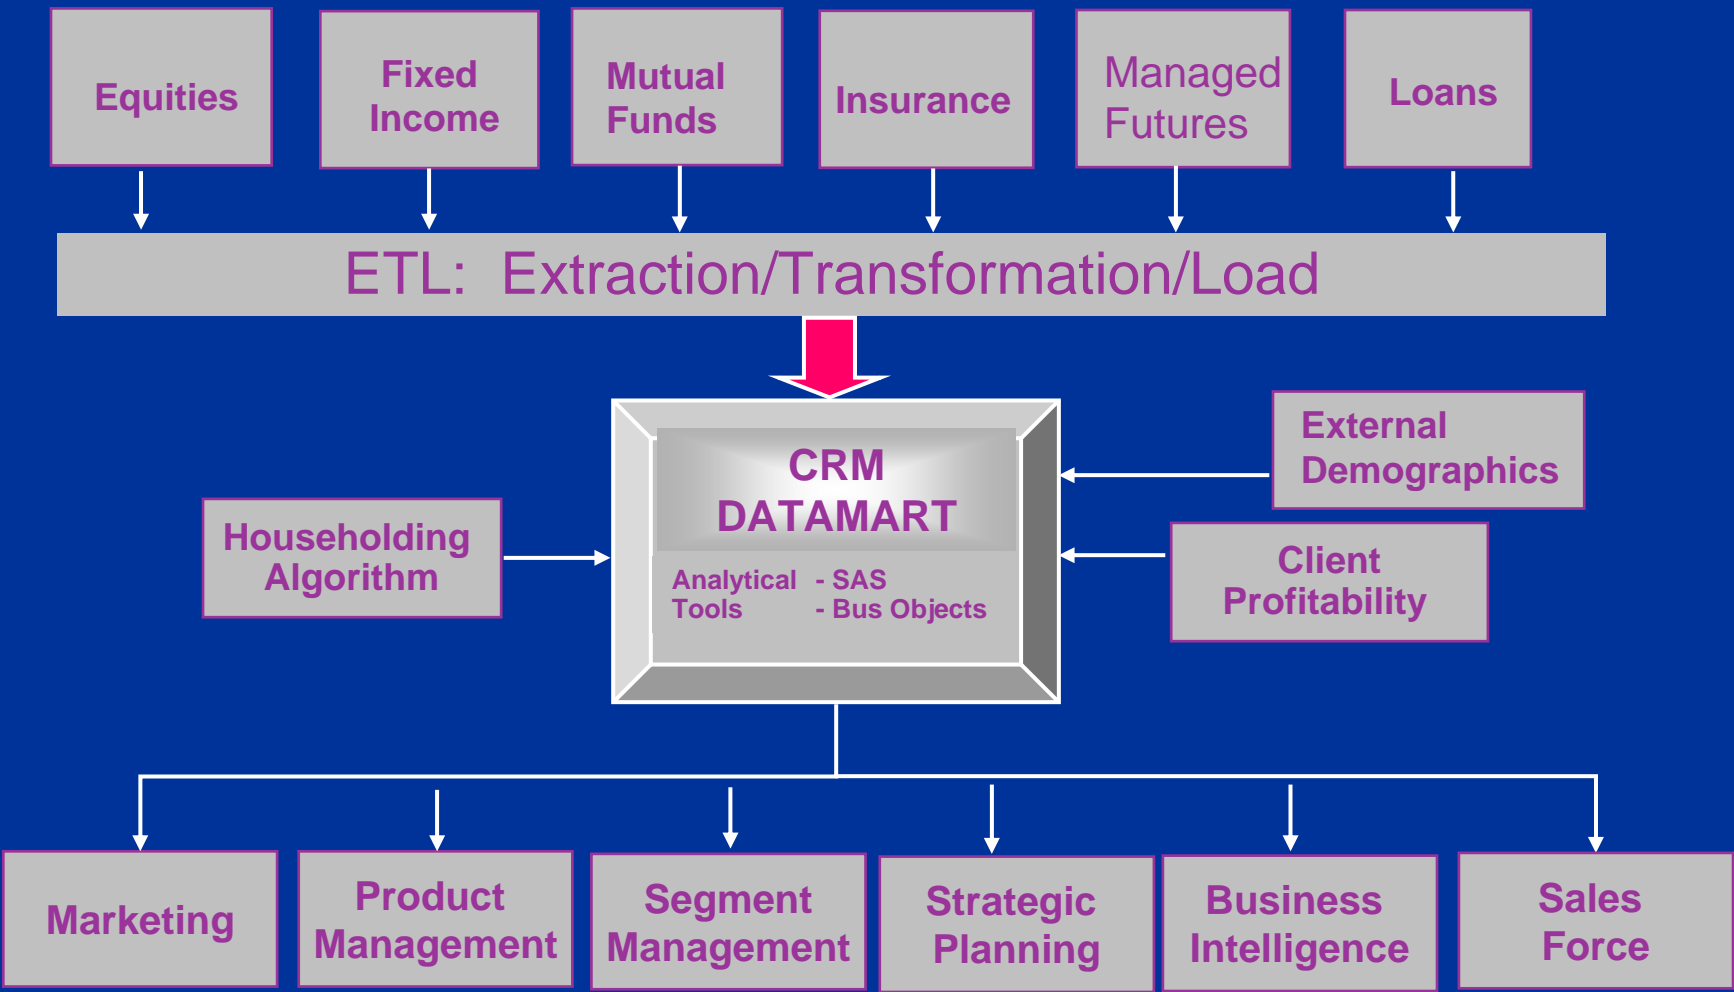 Equities
Fixed
Income
Mutual
Funds
Insurance
Managed
Futures
Loans
ETL: Extraction/Transformation/Load
CRM
DATAMART
Analytical - SAS
Tools - Bus Objects
Householding
Algorithm
External
Demographics
Client
Profitability
Marketing
Product
Management
Segment
Management
Strategic
Planning
Business
Intelligence
Sales
Force